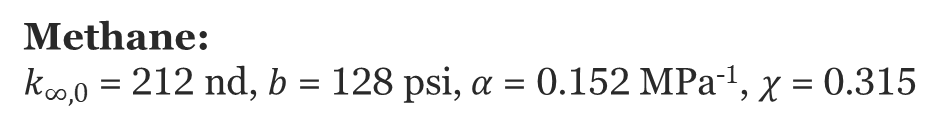 Methane:
k∞,0 = 212 nd, b = 128 psi, α = 0.152 MPa-1, χ = 0.315